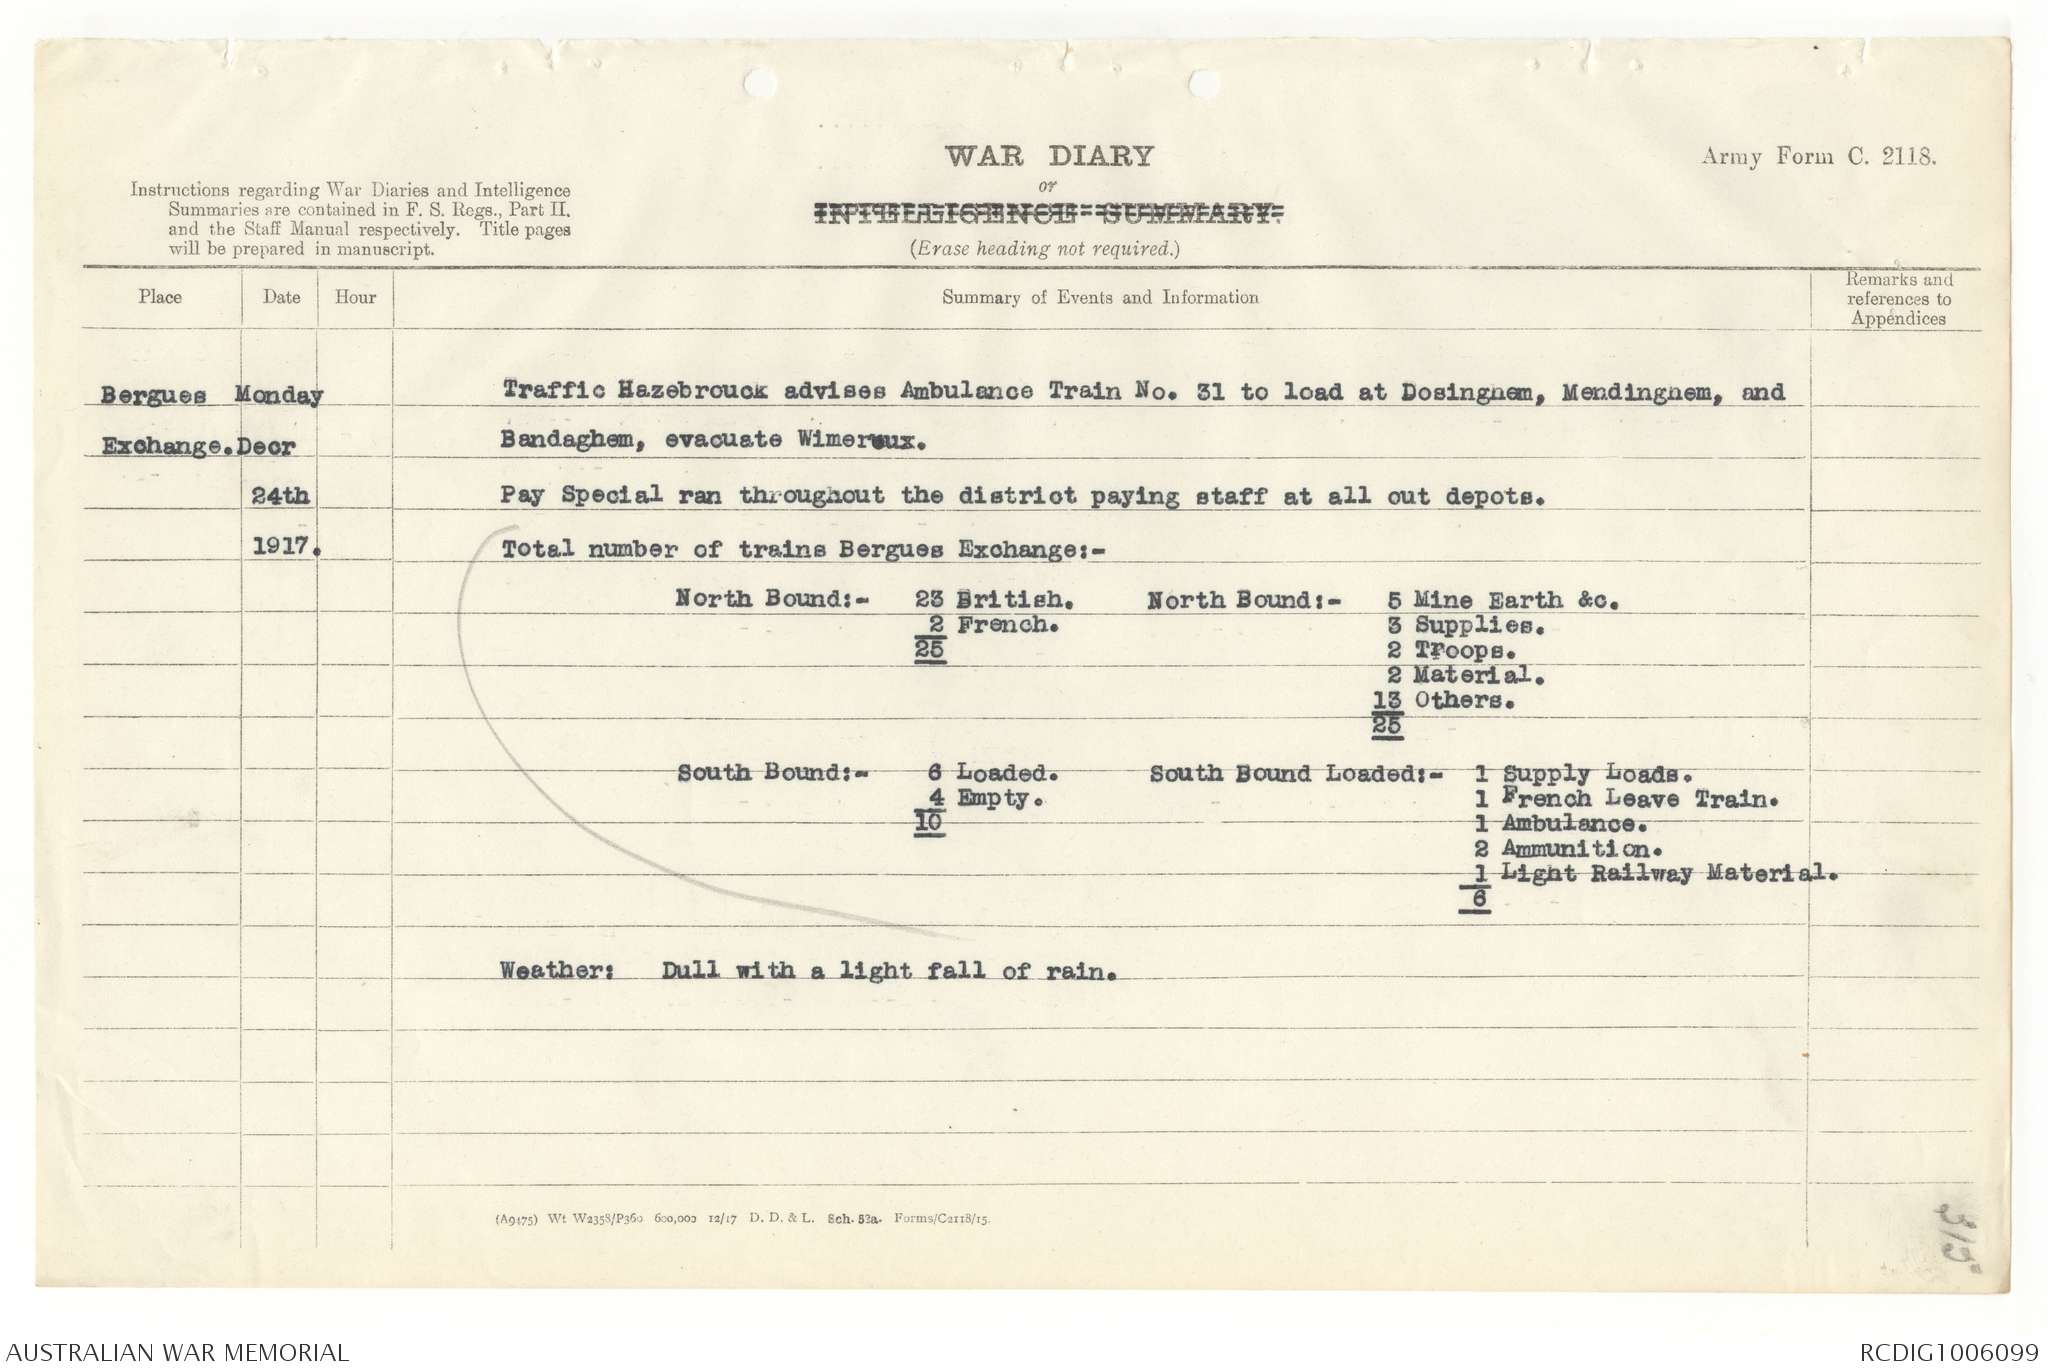 WAR DIARY
or
INTELLIGENCE SUMMARY.
(Erase heading not required.)
Army Form C. 2118.
Instructions regarding War Diaries and Intelligence
Summaries are contained in F. S. Regs., Part II.
and the Staff Manual respectively. Title pages
will be prepared in manuscript.
Place Date Hour Summary of Events and Information Remarks and
references to
Appendices
Bergues Monday Traffic Hazebrouck advises Ambulance Train No. 31 to load at Dosinghem, Mendinghem, and
Exchange. Decr Bandaghem, evacuate Wimereux.
24th Pay Special ran throughout the district paying staff at all out depots.
1917. Total number of trains Bergues Exchange:-
North Bound:- 23 British. North Bound:- 5 Mine Earth &c.
2 French. 3 Supplies.
25 2 Troops.
2 Material.
13 Others.
25
South Bound:- 6 Loaded. South Bound Loaded:- 1 Supply Loads.
4 Empty. 1 French Leave Train.
10 1 Ambulance.
2 Ammunition.
1 Light Railway Material.
6
Weather: Dull with a light fall of rain.
(A9475) Wt W2358/P360 600,000 12/17 D. D. & L. Sch. 52a. Forms/C2118/15.
AUSTRALIAN WAR MEMORIAL RCDIG1006099